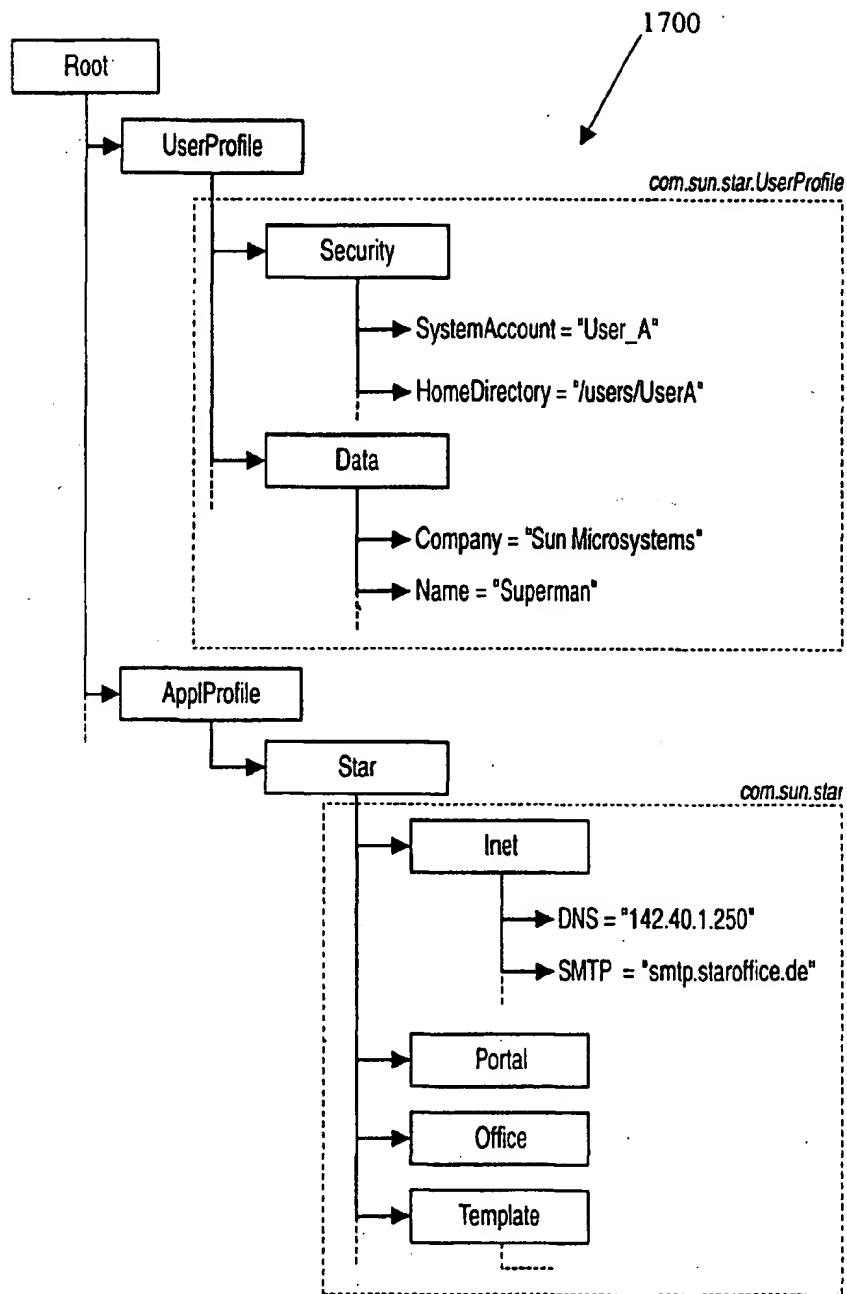 1700
Root
UserProfile
com.sun.star.UserProfile
Security
SystemAccount = "User_A"
HomeDirectory = "/users/UserA"
Data
Company = "Sun Microsystems"
Name = "Superman"
ApplProfile
Star
com.sun.star
Inet
DNS = "142.40.1.250"
SMTP = "smtp.staroffice.de"
Portal
Office
Template